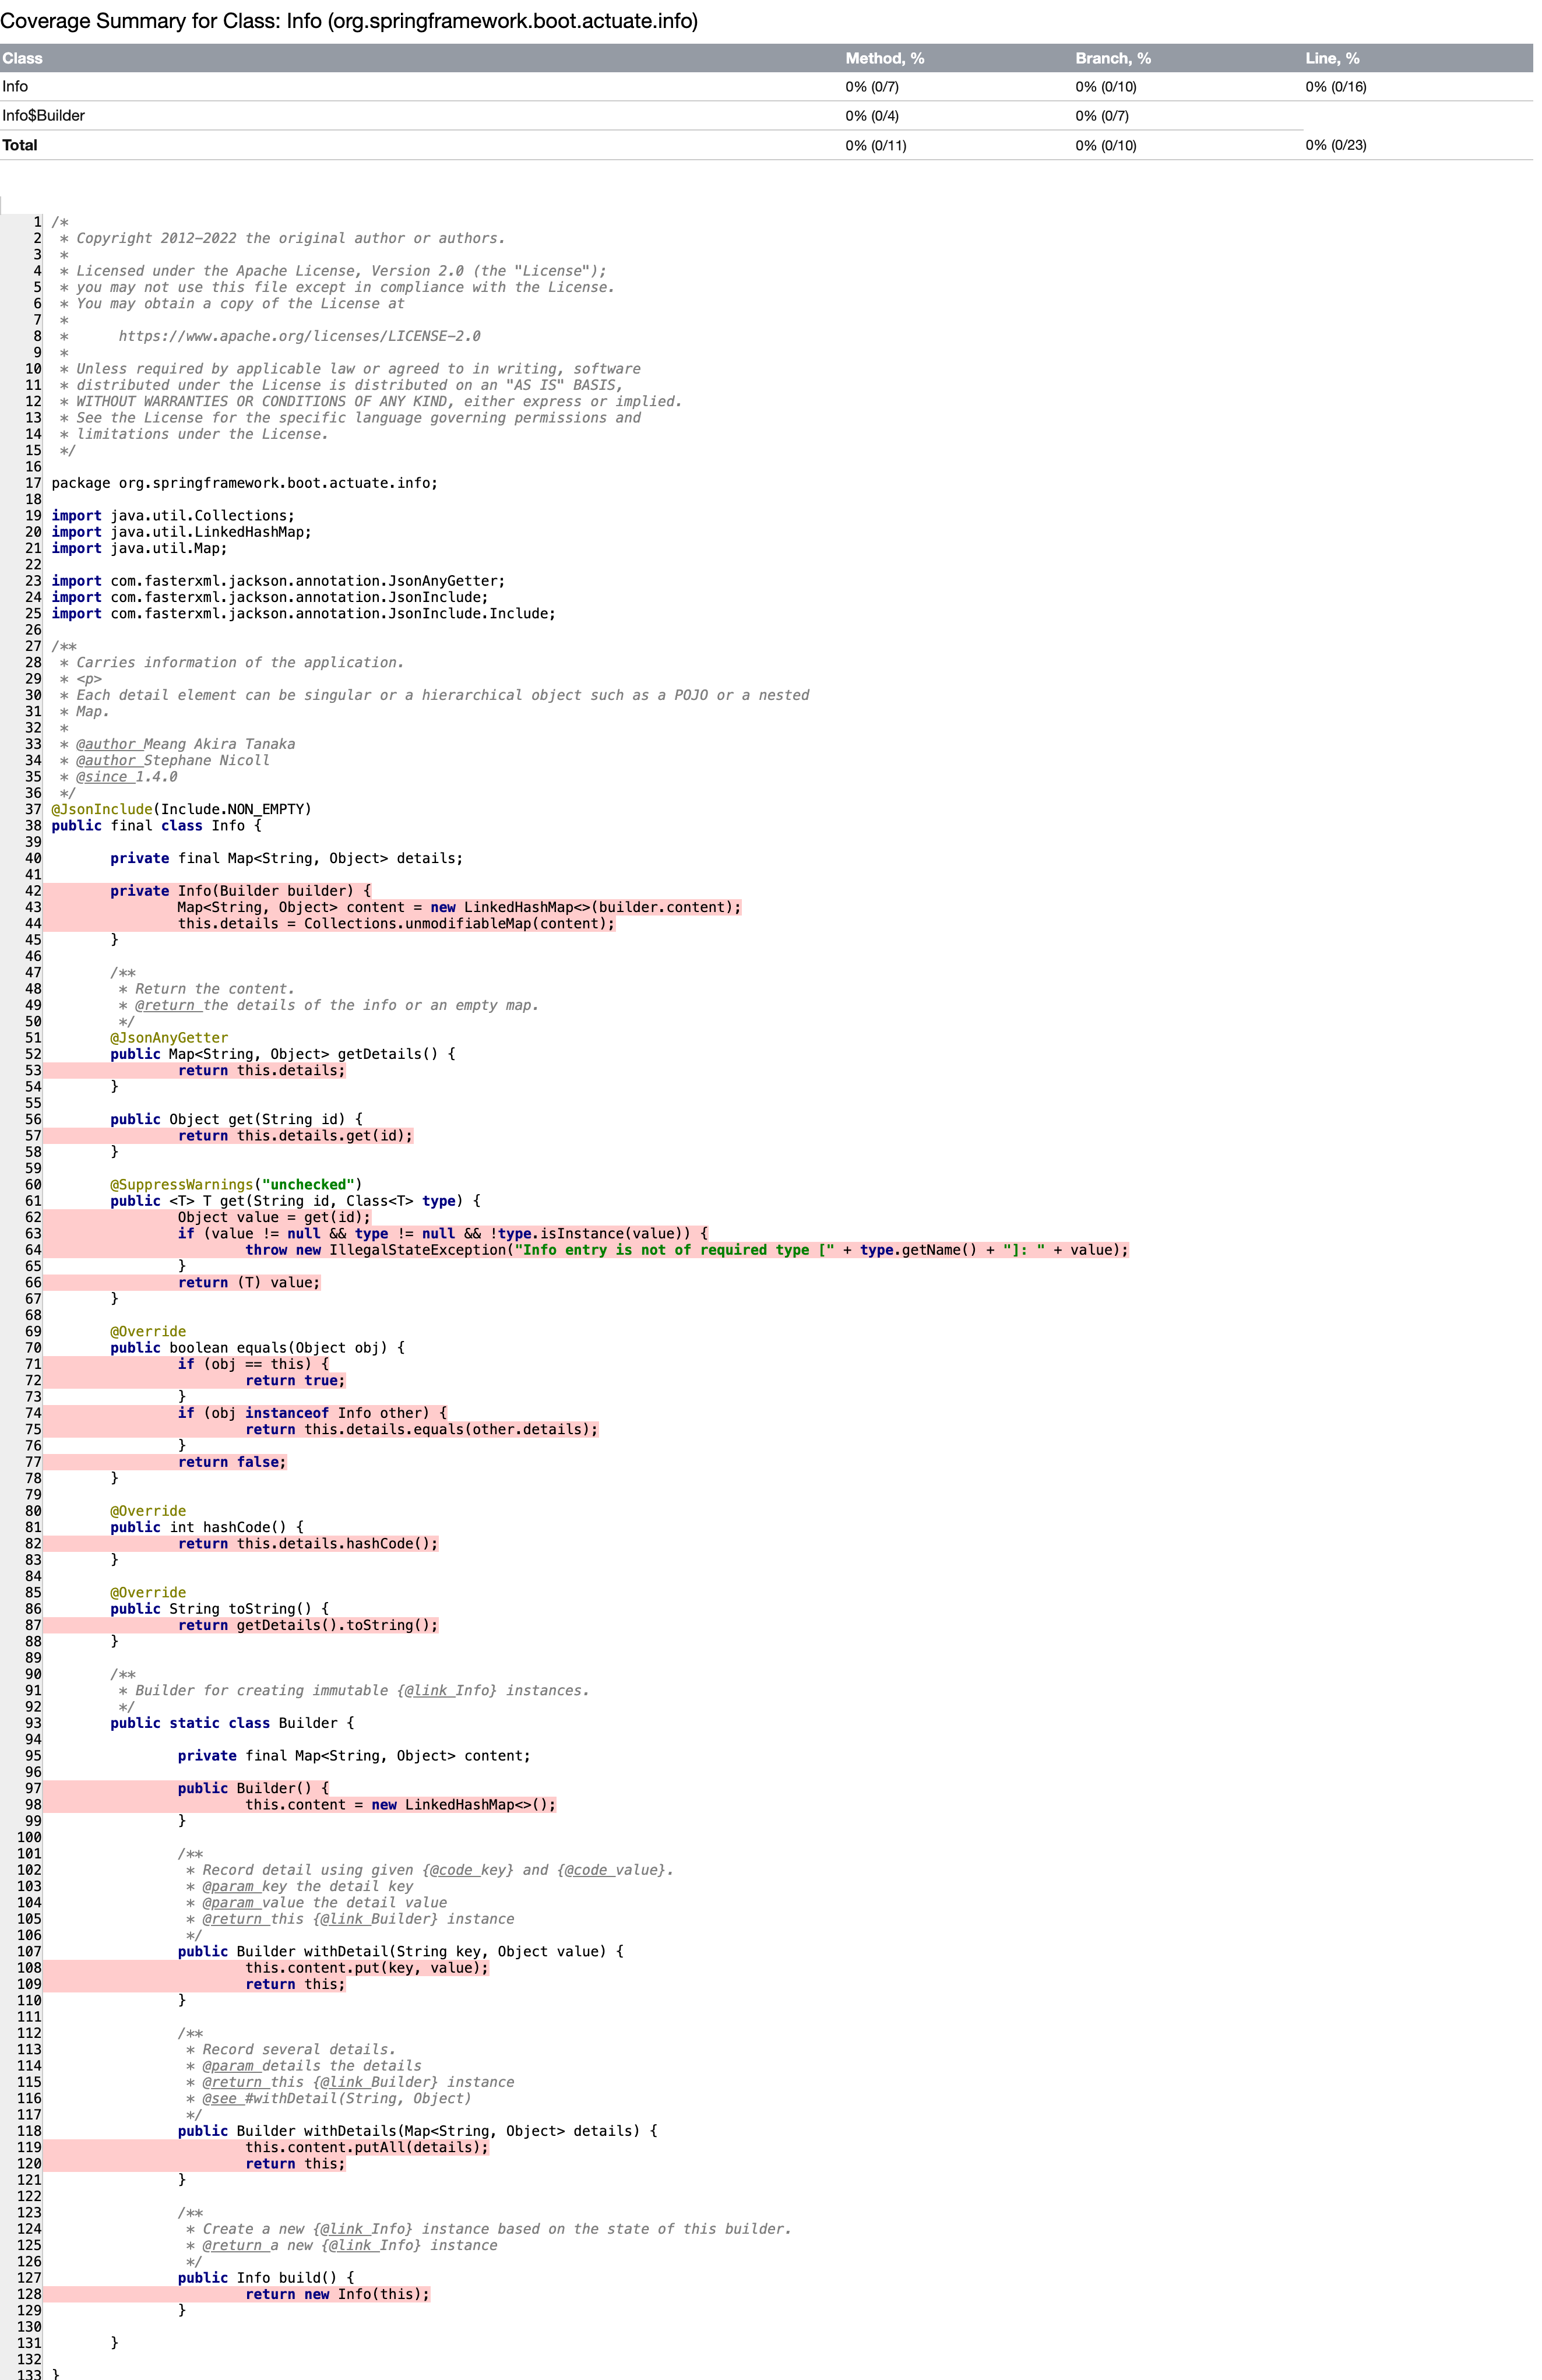 Coverage Summary for Class: Info (org.springframework.boot.actuate.info)
Class Method, % Branch, % Line, %
Info 0% (0/7) 0% (0/10) 0% (0/16)
Info$Builder 0% (0/4) 0% (0/7)
Total 0% (0/11) 0% (0/10) 0% (0/23)
1 /*
2  * Copyright 2012-2022 the original author or authors.
3  *
4  * Licensed under the Apache License, Version 2.0 (the "License");
5  * you may not use this file except in compliance with the License.
6  * You may obtain a copy of the License at
7  *
8  *      https://www.apache.org/licenses/LICENSE-2.0
9  *
10  * Unless required by applicable law or agreed to in writing, software
11  * distributed under the License is distributed on an "AS IS" BASIS,
12  * WITHOUT WARRANTIES OR CONDITIONS OF ANY KIND, either express or implied.
13  * See the License for the specific language governing permissions and
14  * limitations under the License.
15  */
16
17 package org.springframework.boot.actuate.info;
18
19 import java.util.Collections;
20 import java.util.LinkedHashMap;
21 import java.util.Map;
22
23 import com.fasterxml.jackson.annotation.JsonAnyGetter;
24 import com.fasterxml.jackson.annotation.JsonInclude;
25 import com.fasterxml.jackson.annotation.JsonInclude.Include;
26
27 /**
28  * Carries information of the application.
29  * <p>
30  * Each detail element can be singular or a hierarchical object such as a POJO or a nested
31  * Map.
32  *
33  * @author Meang Akira Tanaka
34  * @author Stephane Nicoll
35  * @since 1.4.0
36  */
37 @JsonInclude(Include.NON_EMPTY)
38 public final class Info {
39
40 private final Map<String, Object> details;
41
42 private Info(Builder builder) {
43 Map<String, Object> content = new LinkedHashMap<>(builder.content);
44 this.details = Collections.unmodifiableMap(content);
45 }
46
47 /**
48  * Return the content.
49  * @return the details of the info or an empty map.
50  */
51 @JsonAnyGetter
52 public Map<String, Object> getDetails() {
53 return this.details;
54 }
55
56 public Object get(String id) {
57 return this.details.get(id);
58 }
59
60 @SuppressWarnings("unchecked")
61 public <T> T get(String id, Class<T> type) {
62 Object value = get(id);
63 if (value != null && type != null && !type.isInstance(value)) {
64 throw new IllegalStateException("Info entry is not of required type [" + type.getName() + "]: " + value);
65 }
66 return (T) value;
67 }
68
69 @Override
70 public boolean equals(Object obj) {
71 if (obj == this) {
72 return true;
73 }
74 if (obj instanceof Info other) {
75 return this.details.equals(other.details);
76 }
77 return false;
78 }
79
80 @Override
81 public int hashCode() {
82 return this.details.hashCode();
83 }
84
85 @Override
86 public String toString() {
87 return getDetails().toString();
88 }
89
90 /**
91  * Builder for creating immutable {@link Info} instances.
92  */
93 public static class Builder {
94
95 private final Map<String, Object> content;
96
97 public Builder() {
98 this.content = new LinkedHashMap<>();
99 }
100
101 /**
102  * Record detail using given {@code key} and {@code value}.
103  * @param key the detail key
104  * @param value the detail value
105  * @return this {@link Builder} instance
106  */
107 public Builder withDetail(String key, Object value) {
108 this.content.put(key, value);
109 return this;
110 }
111
112 /**
113  * Record several details.
114  * @param details the details
115  * @return this {@link Builder} instance
116  * @see #withDetail(String, Object)
117  */
118 public Builder withDetails(Map<String, Object> details) {
119 this.content.putAll(details);
120 return this;
121 }
122
123 /**
124  * Create a new {@link Info} instance based on the state of this builder.
125  * @return a new {@link Info} instance
126  */
127 public Info build() {
128 return new Info(this);
129 }
130
131 }
132
133 }